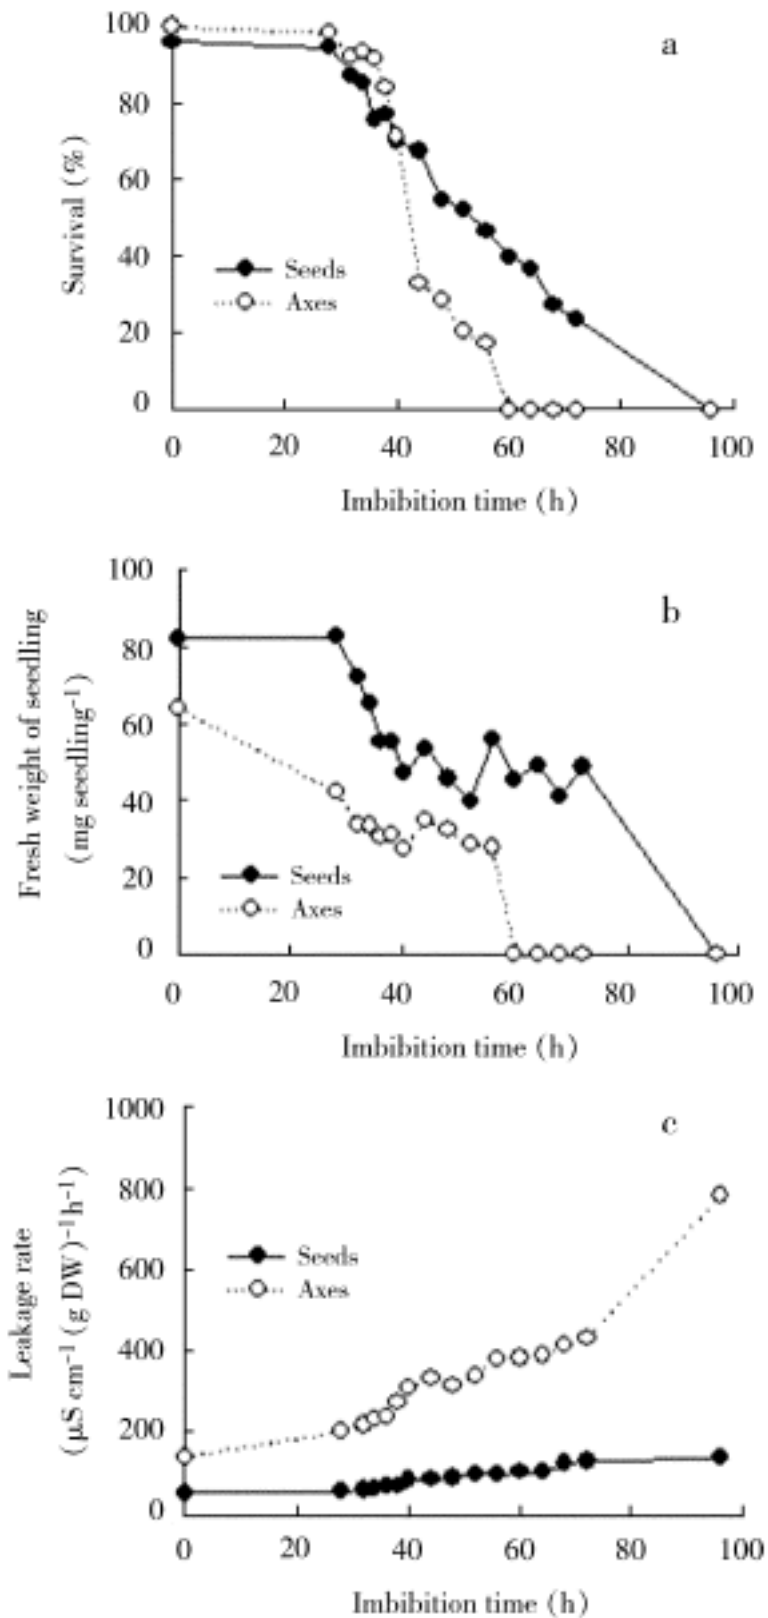 a
100
80
60
40
20
0
Survival (%)
Seeds
Axes
0 20 40 60 80 100
Imbibition time (h)
b
100
80
60
40
20
0
Fresh weight of seedling
(mg seedling⁻¹)
Seeds
Axes
0 20 40 60 80 100
Imbibition time (h)
c
1000
800
600
400
200
0
Leakage rate
(μS cm⁻¹ (g DW)⁻¹h⁻¹)
Seeds
Axes
0 20 40 60 80 100
Imbibition time (h)